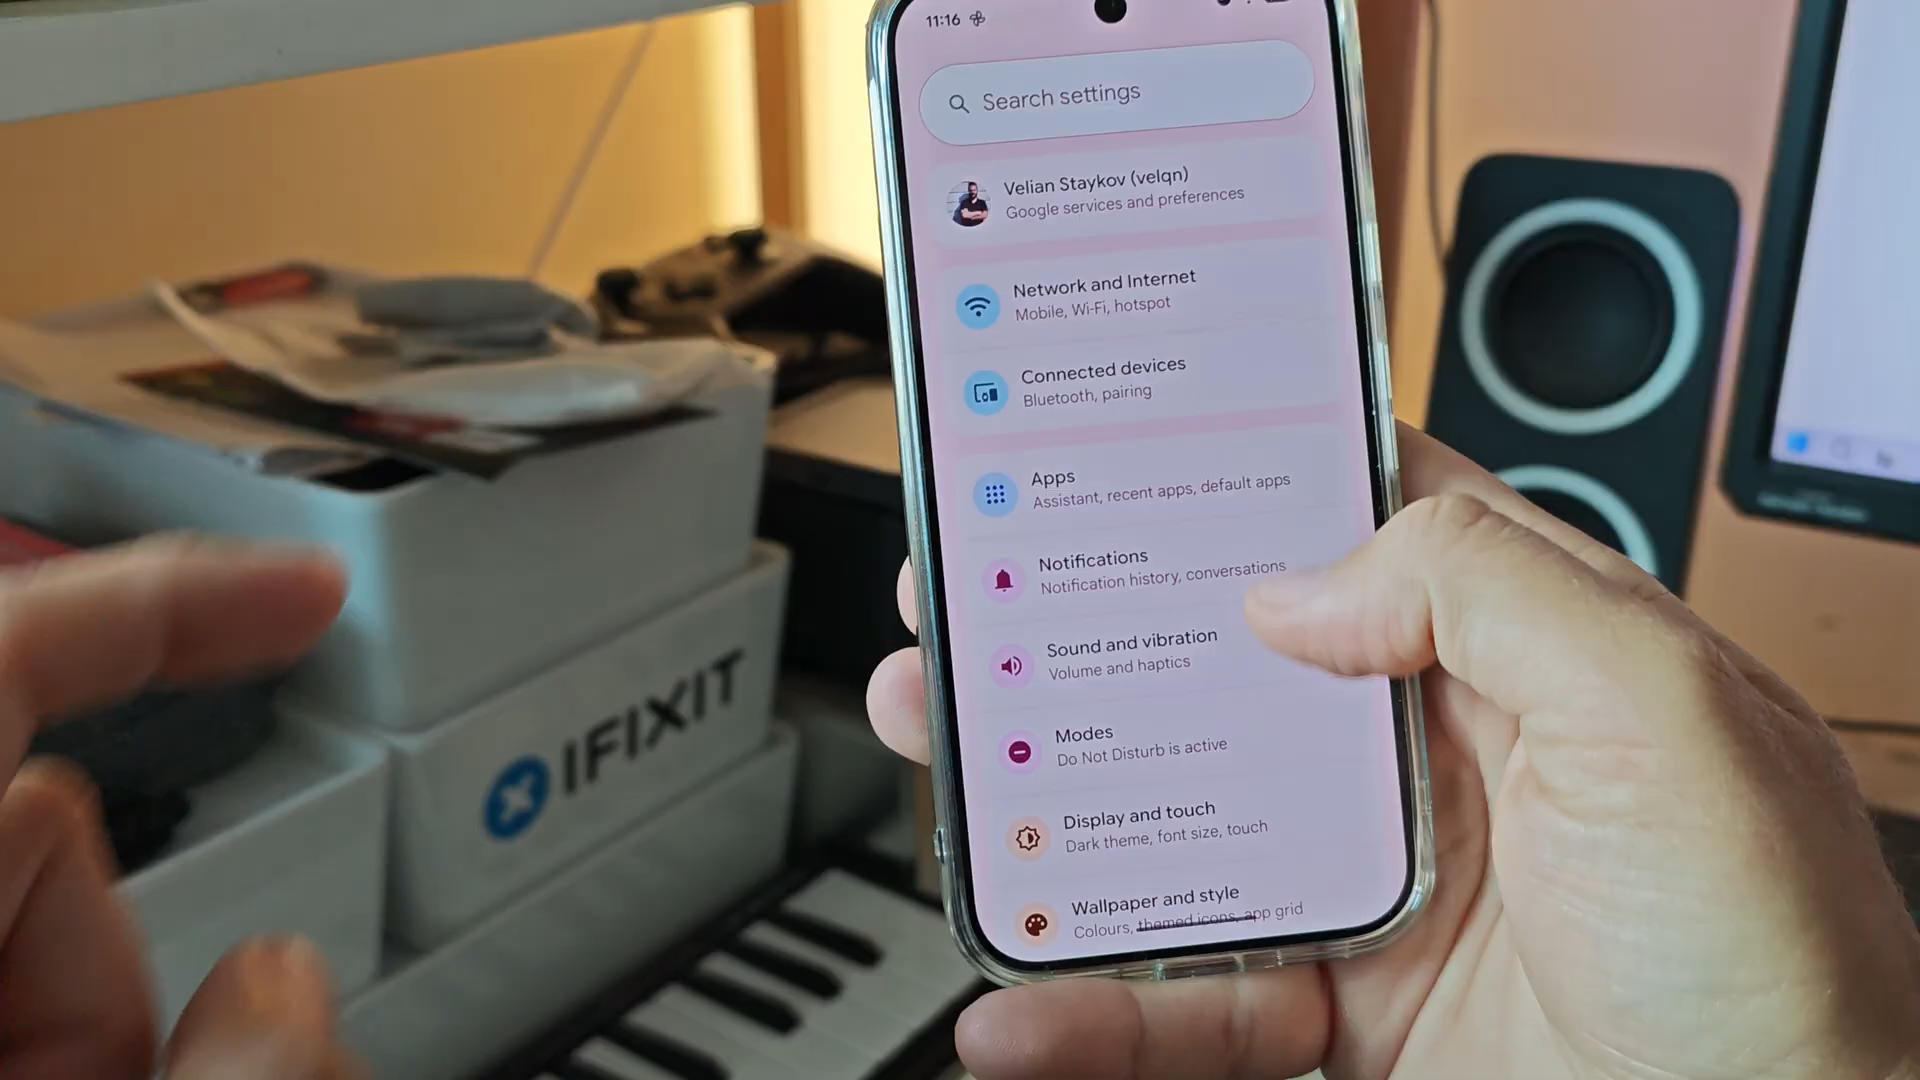 11:16
Search settings
Velian Staykov (velqn)
Google services and preferences
Network and Internet
Mobile, Wi-Fi, hotspot
Connected devices
Bluetooth, pairing
Apps
Assistant, recent apps, default apps
Notifications
Notification history, conversations
Sound and vibration
Volume and haptics
Modes
Do Not Disturb is active
Display and touch
Dark theme, font size, touch
Wallpaper and style
Colours, themed icons, app grid
IFIXIT